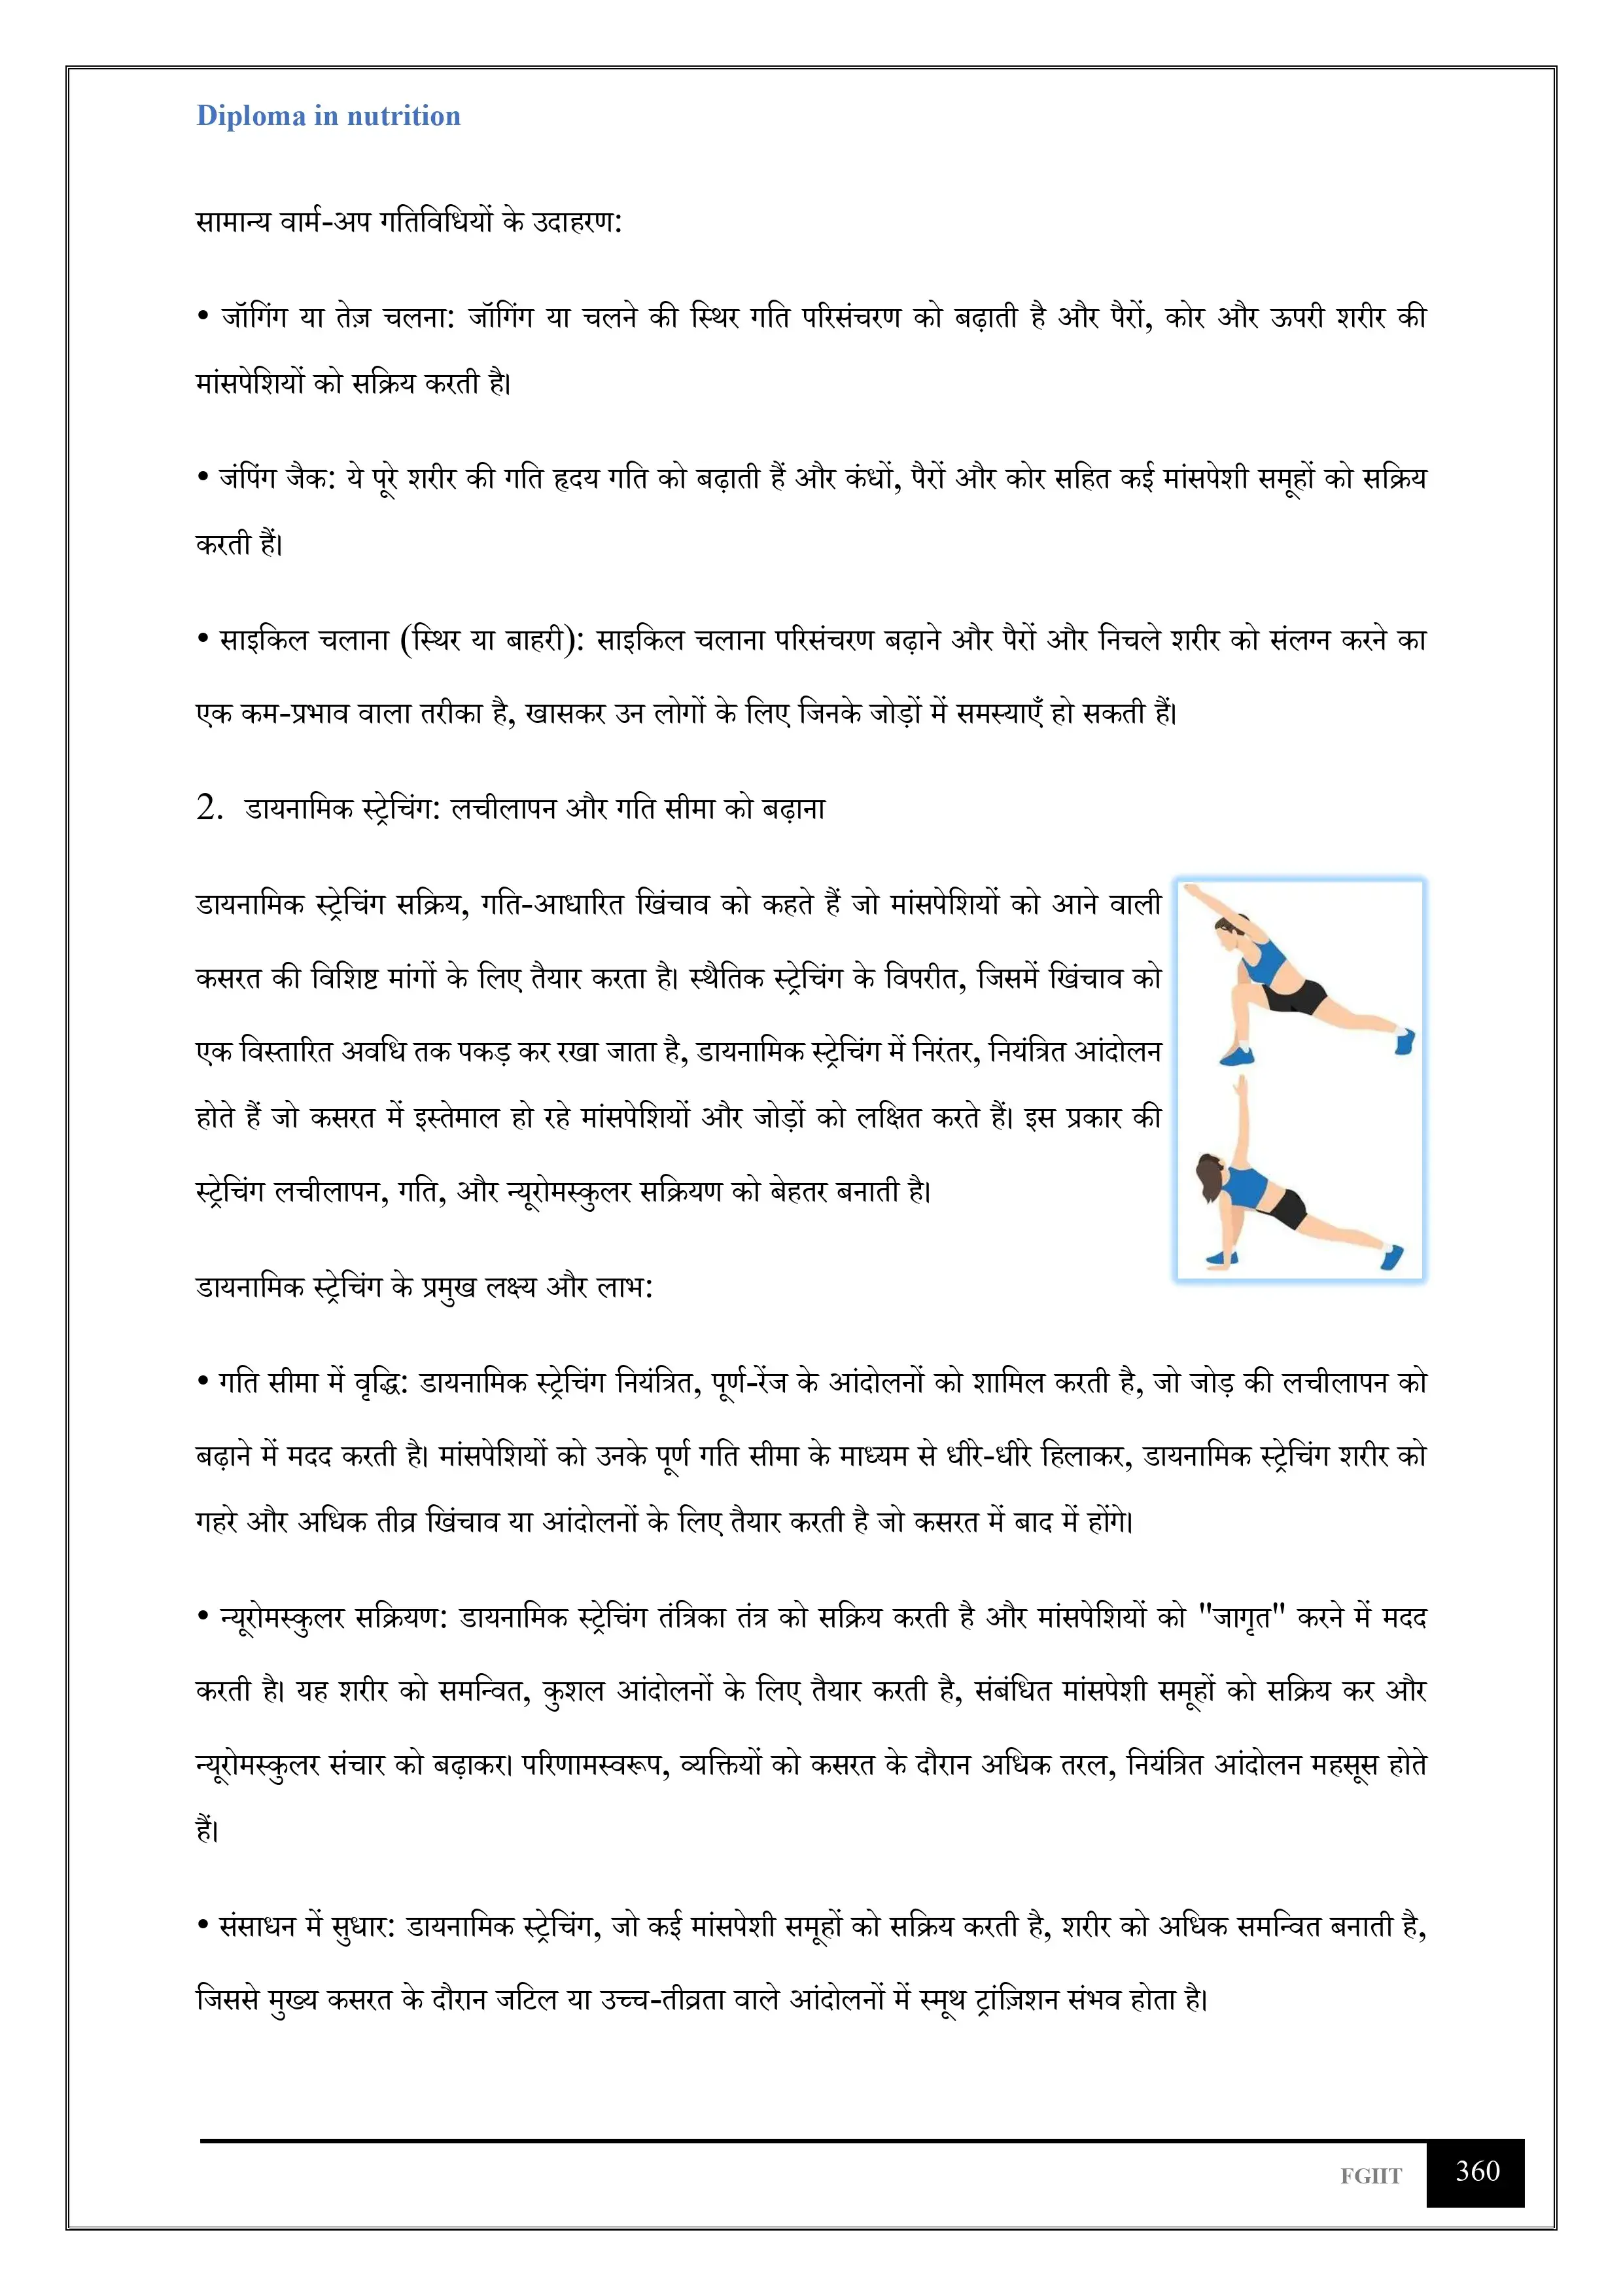 Diploma in nutrition
सामान्य वार्म-अप गतिविधियों के उदाहरण:
• जॉगिंग या तेज़ चलना: जॉगिंग या चलने की स्थिर गति परिसंचरण को बढ़ाती है और पैरों, कोर और ऊपरी शरीर की
मांसपेशियों को सक्रिय करती है।
• जंपिंग जैक: ये पूरे शरीर की गति हृदय गति को बढ़ाती हैं और कंधों, पैरों और कोर सहित कई मांसपेशी समूहों को सक्रिय
करती हैं।
• साइकिल चलाना (स्थिर या बाहरी): साइकिल चलाना परिसंचरण बढ़ाने और पैरों और निचले शरीर को संलग्न करने का
एक कम-प्रभाव वाला तरीका है, खासकर उन लोगों के लिए जिनके जोड़ों में समस्याएँ हो सकती हैं।
2. डायनामिक स्ट्रेचिंग: लचीलापन और गति सीमा को बढ़ाना
डायनामिक स्ट्रेचिंग सक्रिय, गति-आधारित खिंचाव को कहते हैं जो मांसपेशियों को आने वाली
कसरत की विशिष्ट मांगों के लिए तैयार करता है। स्थैतिक स्ट्रेचिंग के विपरीत, जिसमें खिंचाव को
एक विस्तारित अवधि तक पकड़ कर रखा जाता है, डायनामिक स्ट्रेचिंग में निरंतर, नियंत्रित आंदोलन
होते हैं जो कसरत में इस्तेमाल हो रहे मांसपेशियों और जोड़ों को लक्षित करते हैं। इस प्रकार की
स्ट्रेचिंग लचीलापन, गति, और न्यूरोमस्कुलर सक्रियण को बेहतर बनाती है।
डायनामिक स्ट्रेचिंग के प्रमुख लक्ष्य और लाभ:
• गति सीमा में वृद्धि: डायनामिक स्ट्रेचिंग नियंत्रित, पूर्ण-रेंज के आंदोलनों को शामिल करती है, जो जोड़ की लचीलापन को
बढ़ाने में मदद करती है। मांसपेशियों को उनके पूर्ण गति सीमा के माध्यम से धीरे-धीरे हिलाकर, डायनामिक स्ट्रेचिंग शरीर को
गहरे और अधिक तीव्र खिंचाव या आंदोलनों के लिए तैयार करती है जो कसरत में बाद में होंगे।
• न्यूरोमस्कुलर सक्रियण: डायनामिक स्ट्रेचिंग तंत्रिका तंत्र को सक्रिय करती है और मांसपेशियों को "जागृत" करने में मदद
करती है। यह शरीर को समन्वित, कुशल आंदोलनों के लिए तैयार करती है, संबंधित मांसपेशी समूहों को सक्रिय कर और
न्यूरोमस्कुलर संचार को बढ़ाकर। परिणामस्वरूप, व्यक्तियों को कसरत के दौरान अधिक तरल, नियंत्रित आंदोलन महसूस होते
हैं।
• संसाधन में सुधार: डायनामिक स्ट्रेचिंग, जो कई मांसपेशी समूहों को सक्रिय करती है, शरीर को अधिक समन्वित बनाती है,
जिससे मुख्य कसरत के दौरान जटिल या उच्च-तीव्रता वाले आंदोलनों में स्मूथ ट्रांज़िशन संभव होता है।
FGIIT 360